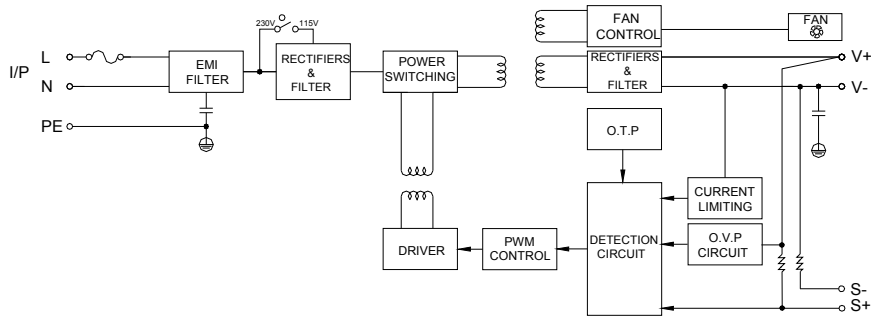 FAN
CONTROL
FAN
230V
115V
I/P
L
N
PE
EMI
FILTER
RECTIFIERS
&
FILTER
POWER
SWITCHING
RECTIFIERS
&
FILTER
V+
V-
O.T.P
CURRENT
LIMITING
DRIVER
PWM
CONTROL
DETECTION
CIRCUIT
O.V.P
CIRCUIT
S-
S+